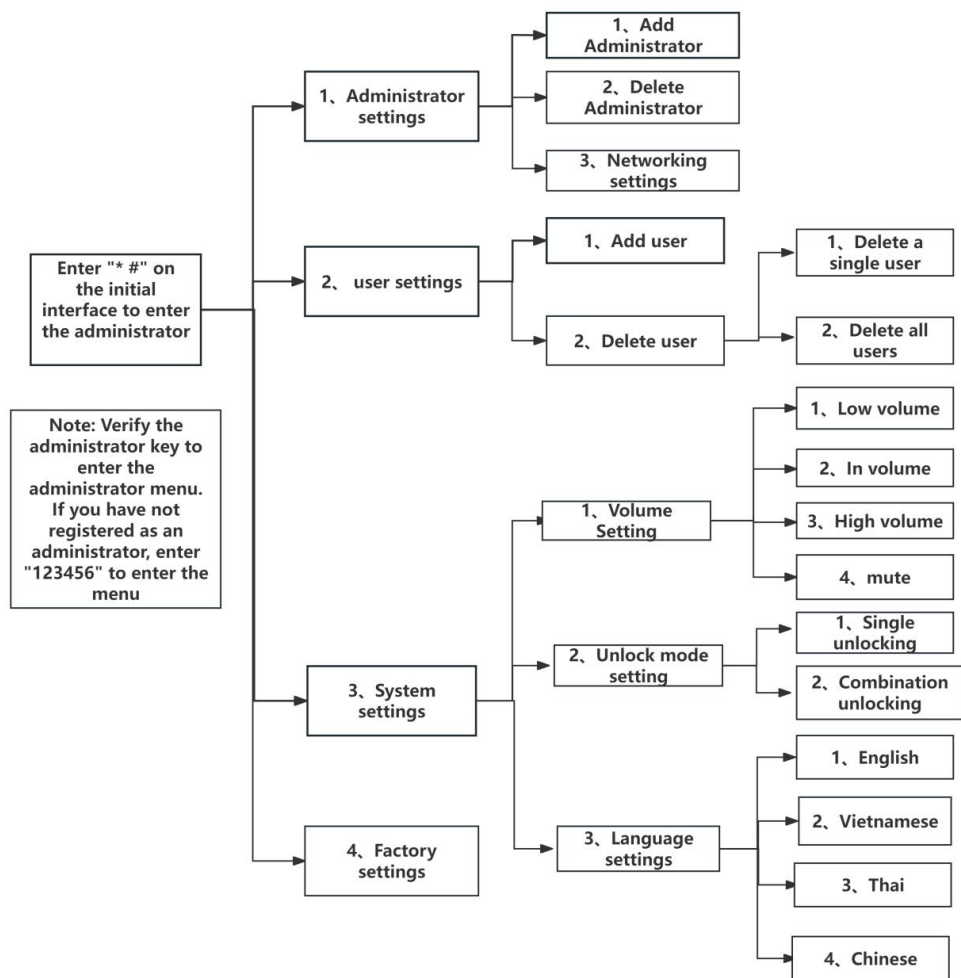 Enter "* #" on
the initial
interface to enter
the administrator
Note: Verify the
administrator key to
enter the
administrator menu.
If you have not
registered as an
administrator, enter
"123456" to enter the
menu
1、Administrator
settings
1、Add
Administrator
2、Delete
Administrator
3、Networking
settings
2、 user settings
1、Add user
2、Delete user
1、Delete a
single user
2、Delete all
users
3、System
settings
1、Volume
Setting
1、Low volume
2、In volume
3、High volume
4、mute
2、Unlock mode
setting
1、Single
unlocking
2、Combination
unlocking
3、Language
settings
1、English
2、Vietnamese
3、Thai
4、Chinese
4、Factory
settings